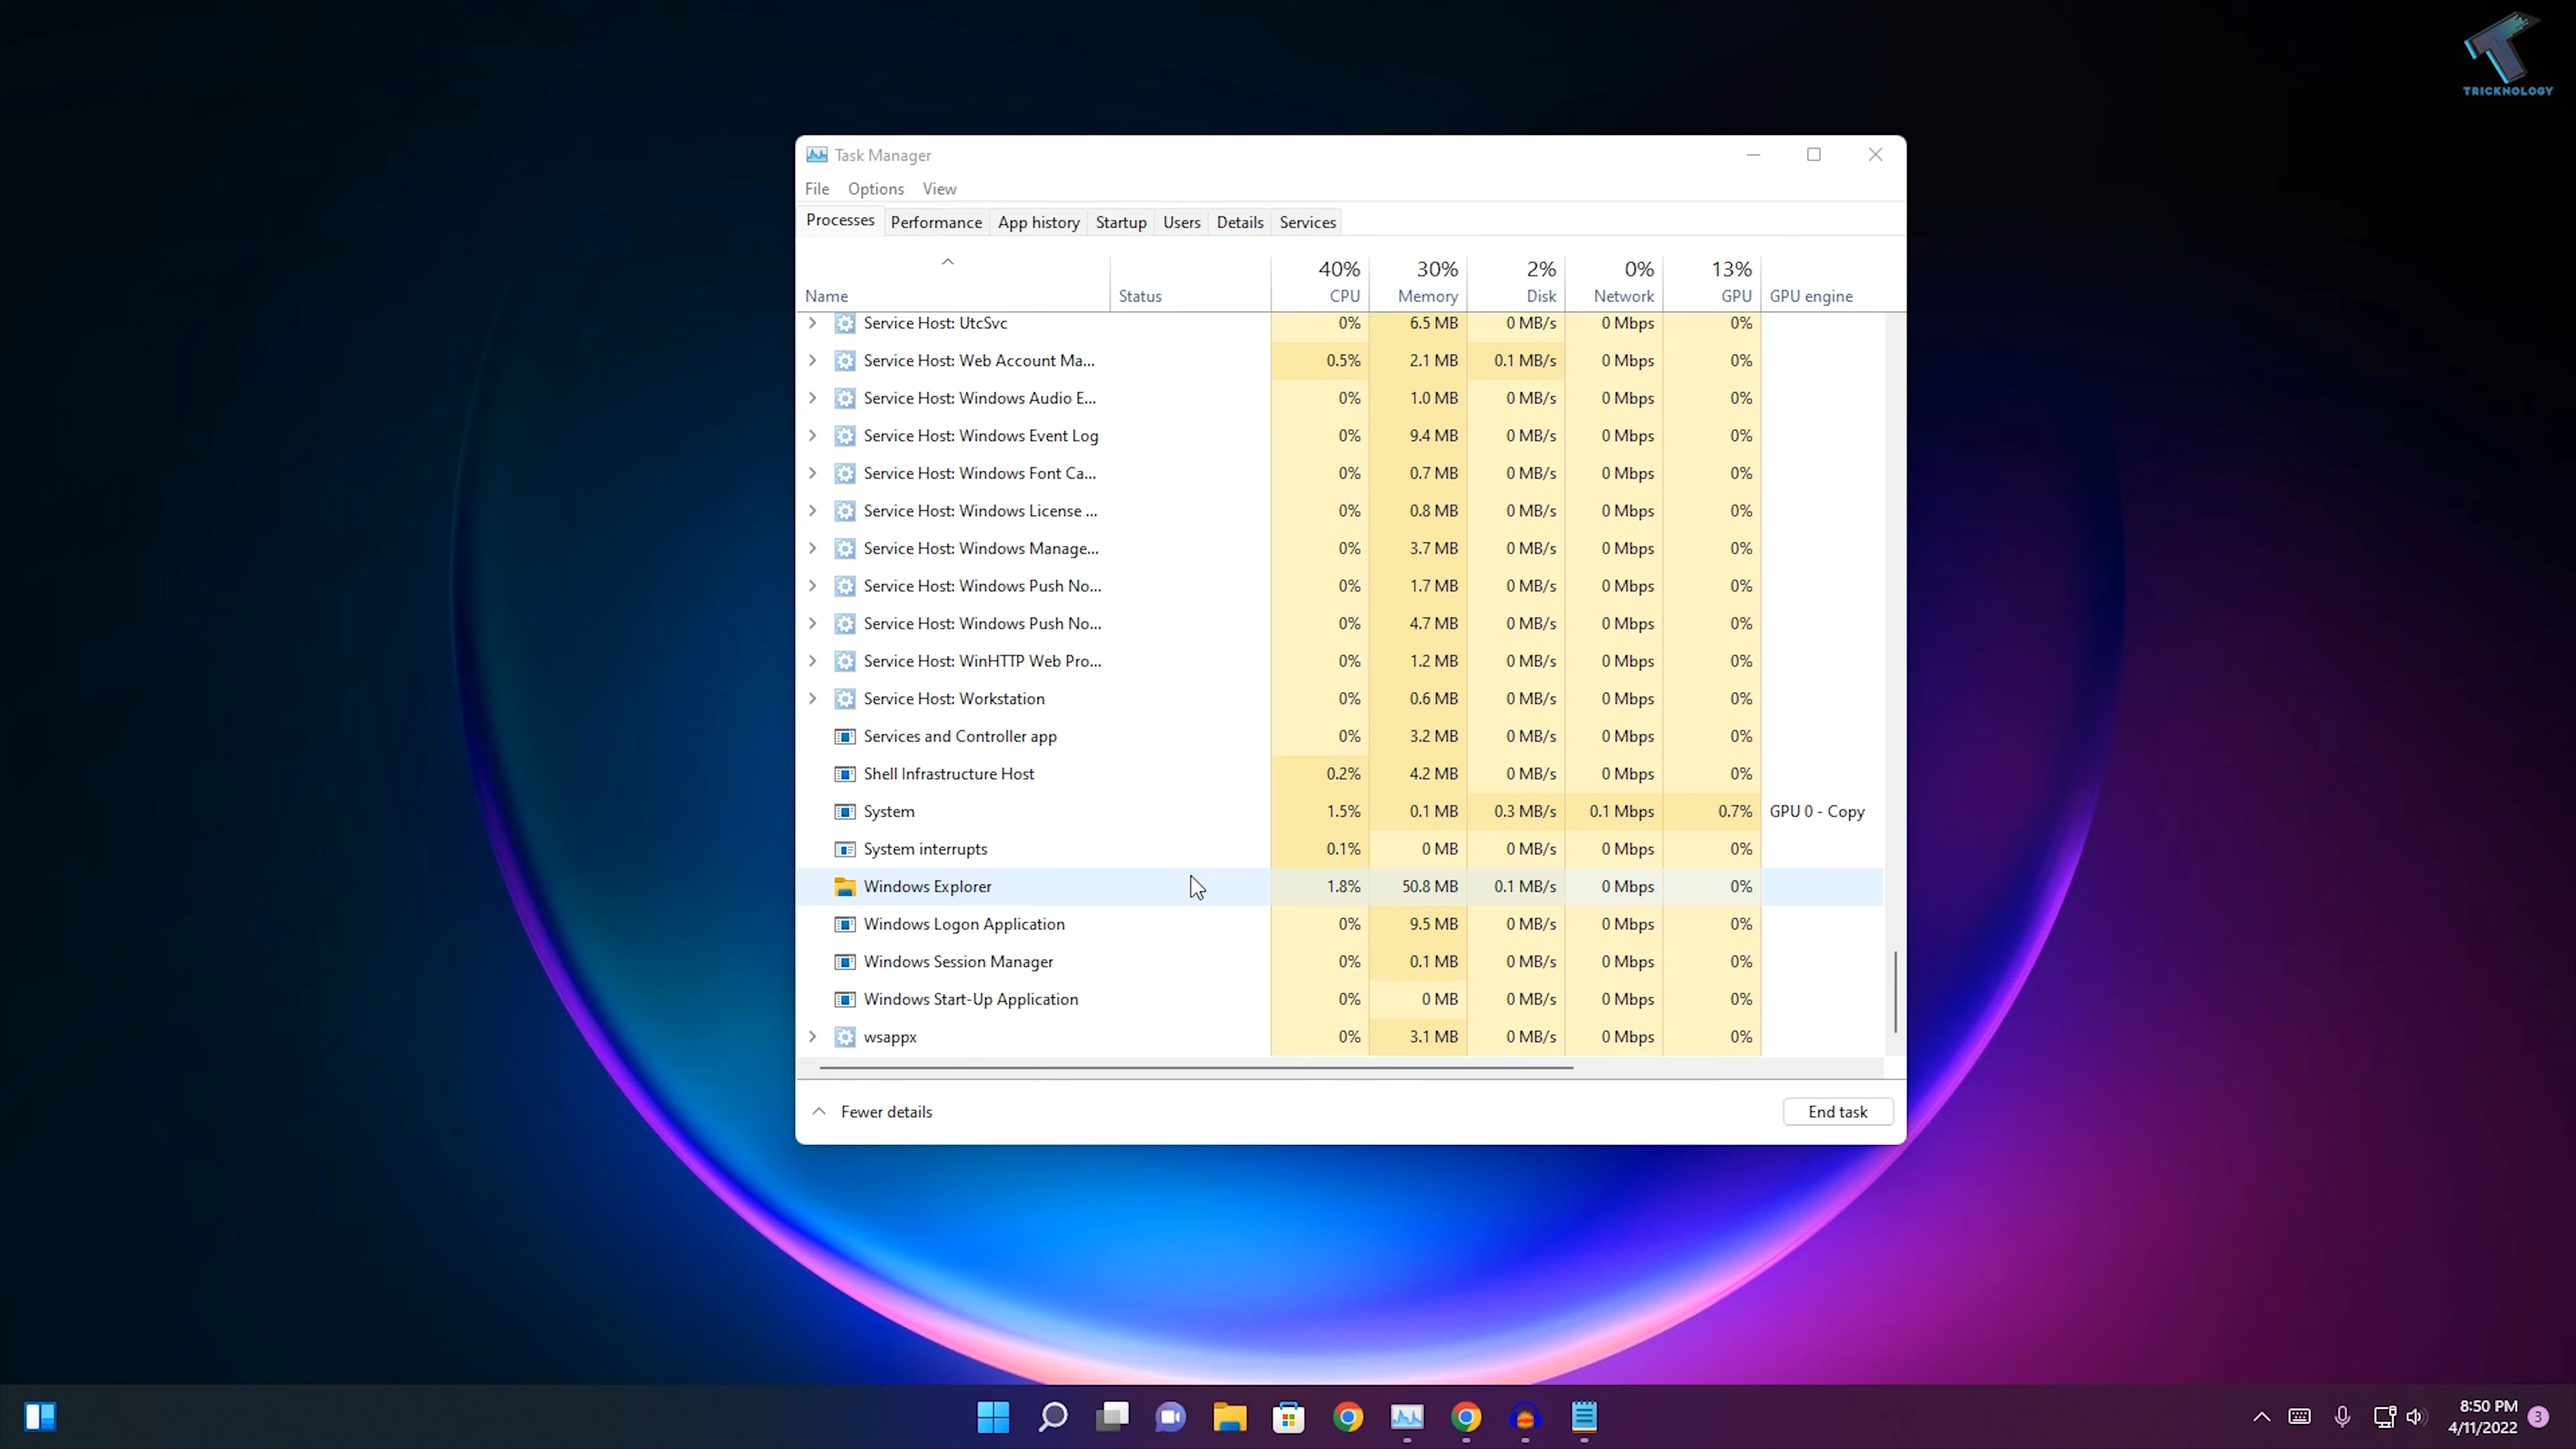 TRICKNOLOGY
Task Manager
File Options View
Processes Performance App history Startup Users Details Services
40% 30% 2% 0% 13%
Name Status CPU Memory Disk Network GPU GPU engine
Service Host: UtcSvc 0% 6.5 MB 0 MB/s 0 Mbps 0%
Service Host: Web Account Ma... 0.5% 2.1 MB 0.1 MB/s 0 Mbps 0%
Service Host: Windows Audio E... 0% 1.0 MB 0 MB/s 0 Mbps 0%
Service Host: Windows Event Log 0% 9.4 MB 0 MB/s 0 Mbps 0%
Service Host: Windows Font Ca... 0% 0.7 MB 0 MB/s 0 Mbps 0%
Service Host: Windows License ... 0% 0.8 MB 0 MB/s 0 Mbps 0%
Service Host: Windows Manage... 0% 3.7 MB 0 MB/s 0 Mbps 0%
Service Host: Windows Push No... 0% 1.7 MB 0 MB/s 0 Mbps 0%
Service Host: Windows Push No... 0% 4.7 MB 0 MB/s 0 Mbps 0%
Service Host: WinHTTP Web Pro... 0% 1.2 MB 0 MB/s 0 Mbps 0%
Service Host: Workstation 0% 0.6 MB 0 MB/s 0 Mbps 0%
Services and Controller app 0% 3.2 MB 0 MB/s 0 Mbps 0%
Shell Infrastructure Host 0.2% 4.2 MB 0 MB/s 0 Mbps 0%
System 1.5% 0.1 MB 0.3 MB/s 0.1 Mbps 0.7% GPU 0 - Copy
System interrupts 0.1% 0 MB 0 MB/s 0 Mbps 0%
Windows Explorer 1.8% 50.8 MB 0.1 MB/s 0 Mbps 0%
Windows Logon Application 0% 9.5 MB 0 MB/s 0 Mbps 0%
Windows Session Manager 0% 0.1 MB 0 MB/s 0 Mbps 0%
Windows Start-Up Application 0% 0 MB 0 MB/s 0 Mbps 0%
wsappx 0% 3.1 MB 0 MB/s 0 Mbps 0%
Fewer details End task
8:50 PM
4/11/2022 3